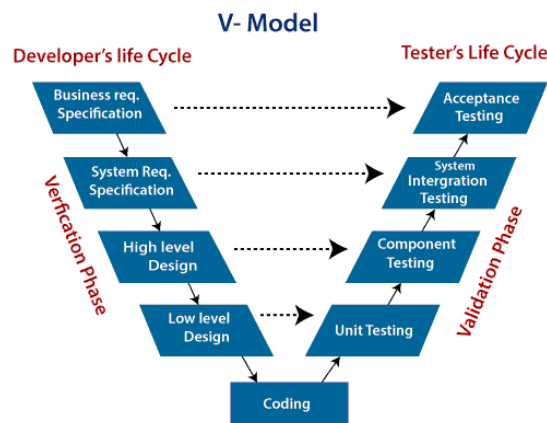 V- Model
Developer's life Cycle
Tester's Life Cycle
Business req.
Specification
Acceptance
Testing
System Req.
Specification
System
Intergration
Testing
Verfication Phase
High level
Design
Component
Testing
Validation Phase
Low level
Design
Unit Testing
Coding